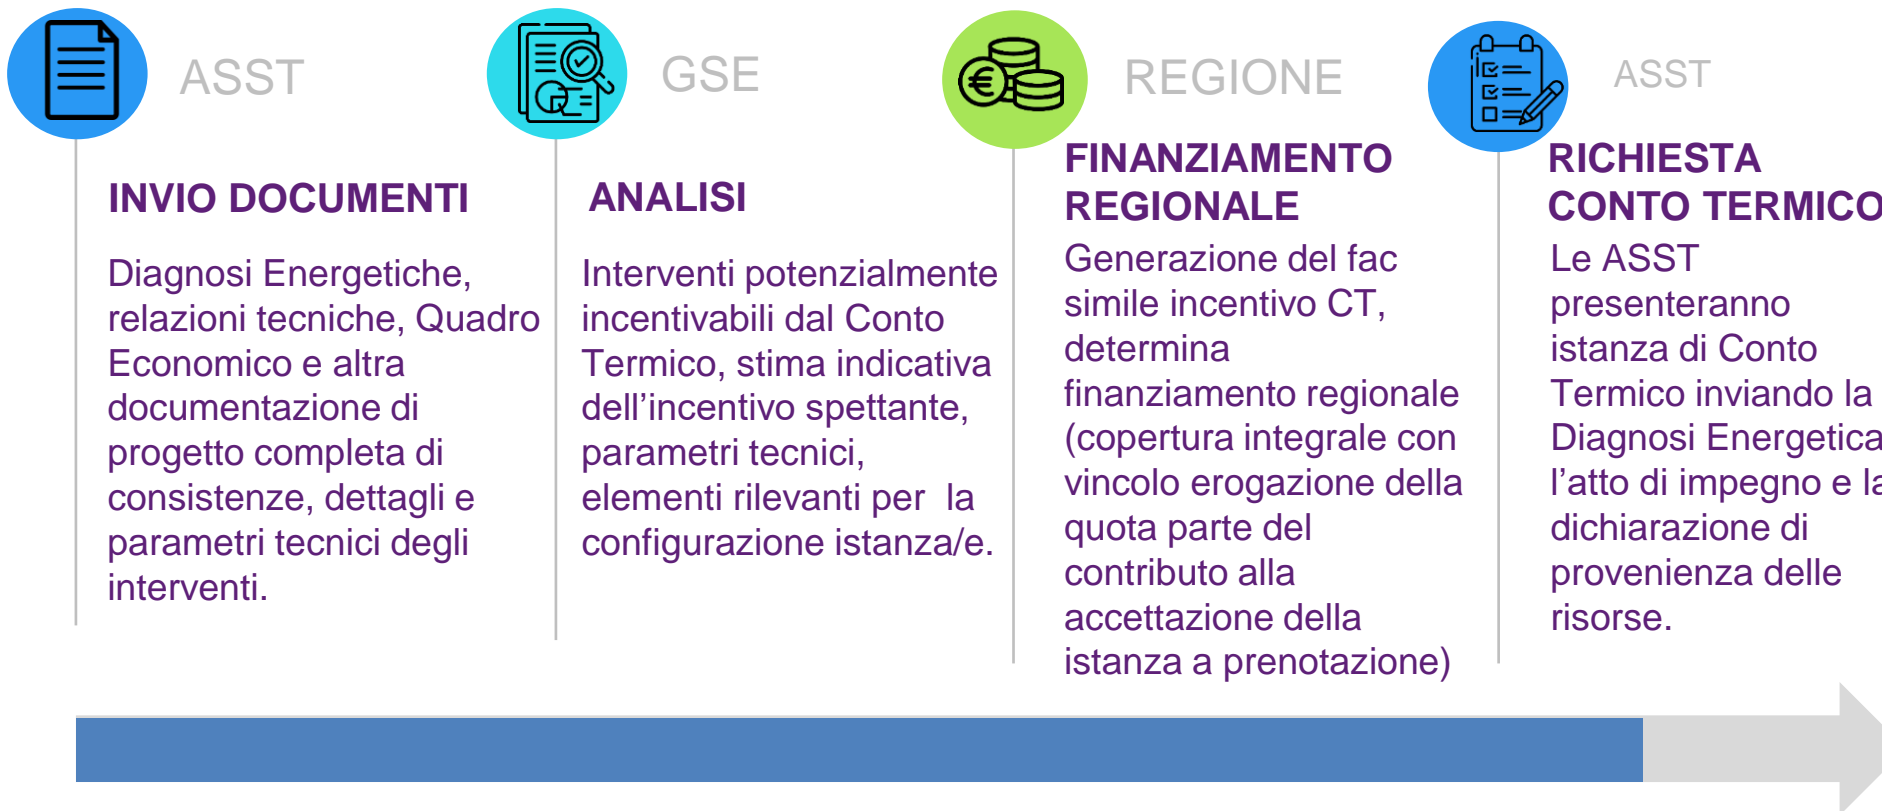 ASST
INVIO DOCUMENTI
Diagnosi Energetiche,
relazioni tecniche, Quadro
Economico e altra
documentazione di
progetto completa di
consistenze, dettagli e
parametri tecnici degli
interventi.
GSE
ANALISI
Interventi potenzialmente
incentivabili dal Conto
Termico, stima indicativa
dell’incentivo spettante,
parametri tecnici,
elementi rilevanti per la
configurazione istanza/e.
REGIONE
FINANZIAMENTO
REGIONALE
Generazione del fac
simile incentivo CT,
determina
finanziamento regionale
(copertura integrale con
vincolo erogazione della
quota parte del
contributo alla
accettazione della
istanza a prenotazione)
ASST
RICHIESTA
CONTO TERMICO
Le ASST
presenteranno
istanza di Conto
Termico inviando la
Diagnosi Energetica
l’atto di impegno e la
dichiarazione di
provenienza delle
risorse.